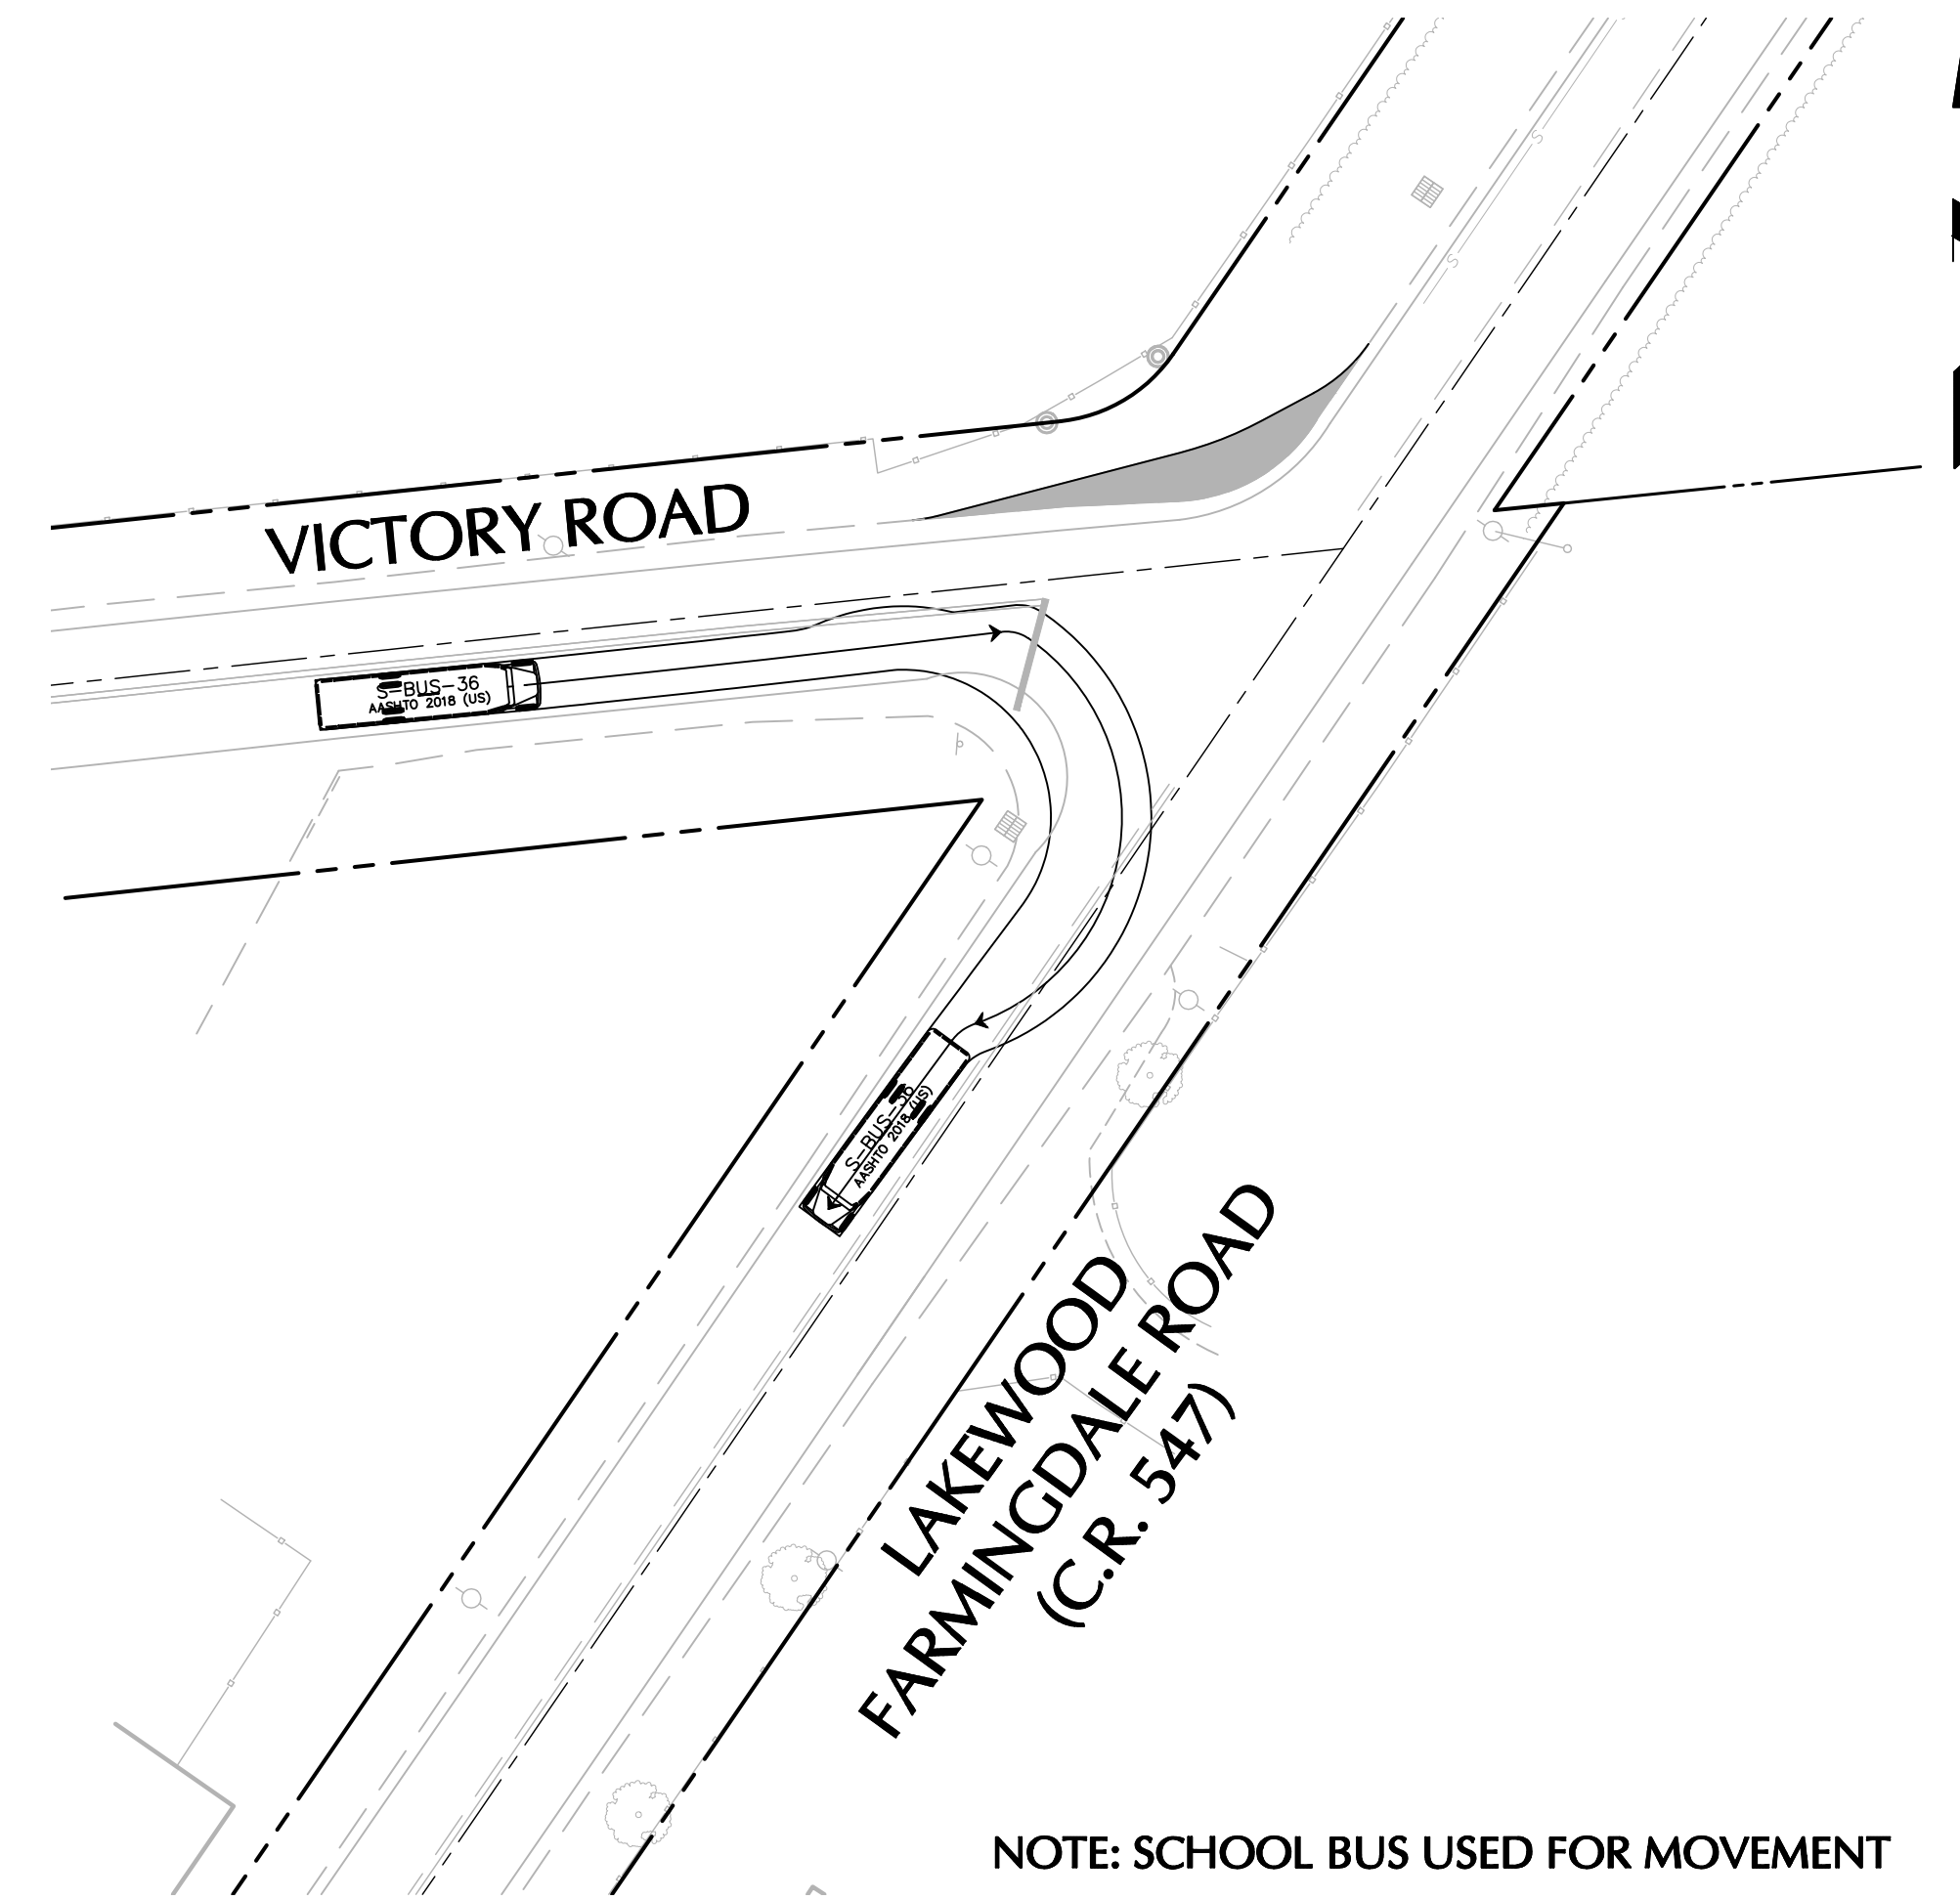 VICTORY ROAD
S
S
S-BUS-36
AASHTO 2018 (US)
S-BUS-36
AASHTO 2018 (US)
LAKEWOOD
FARMINGDALE ROAD
(C.R. 547)
NOTE: SCHOOL BUS USED FOR MOVEMENT